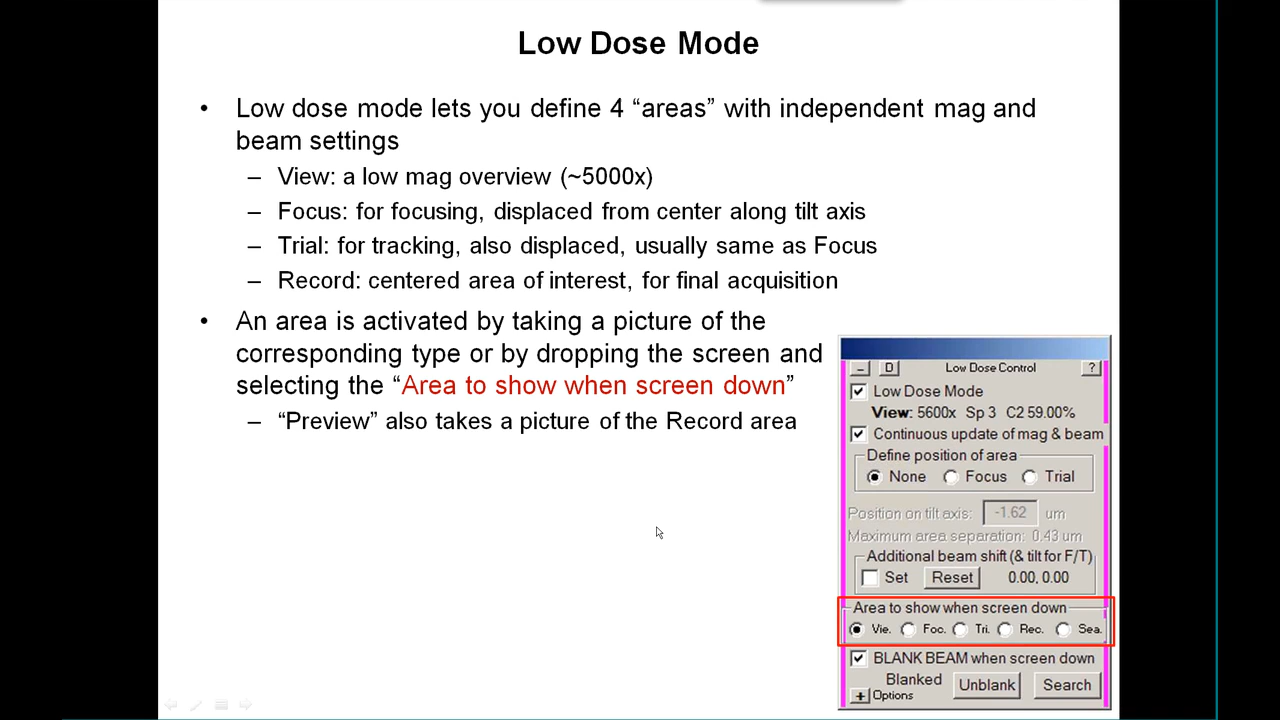 Low Dose Mode
• Low dose mode lets you define 4 “areas” with independent mag and
beam settings
– View: a low mag overview (~5000x)
– Focus: for focusing, displaced from center along tilt axis
– Trial: for tracking, also displaced, usually same as Focus
– Record: centered area of interest, for final acquisition
• An area is activated by taking a picture of the
corresponding type or by dropping the screen and
selecting the “Area to show when screen down”
– “Preview” also takes a picture of the Record area
– D Low Dose Control ?
Low Dose Mode
View: 5600x Sp 3 C2 59.00%
Continuous update of mag & beam
Define position of area
None Focus Trial
Position on tilt axis: -1.62 um
Maximum area separation: 0.43 um
Additional beam shift (& tilt for F/T)
Set Reset 0.00, 0.00
Area to show when screen down
Vie. Foc. Tri. Rec. Sea.
BLANK BEAM when screen down
Blanked Unblank Search
+ Options